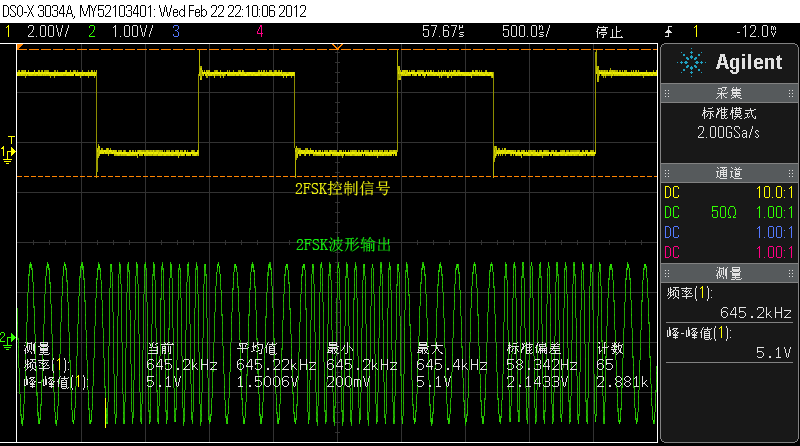 DSO-X 3034A, MY52103401: Wed Feb 22 22:10:06 2012
1 2.00V/ 2 1.00V/ 3 4 57.67㎲ 500.0㎱/ 停止 1 -12.0▽
Agilent
采集
标准模式
2.00GSa/s
通道
DC 10.0:1
DC 50Ω 1.00:1
DC 1.00:1
DC 1.00:1
测量
频率(1):
645.2kHz
峰-峰值(1):
5.1V
T
1
2FSK控制信号
2FSK波形输出
2
测量 当前 平均值 最小 最大 标准偏差 计数
频率(1): 645.2kHz 645.22kHz 645.2kHz 645.4kHz 58.342Hz 65
峰-峰值(1): 5.1V 1.5006V 200mV 5.1V 2.1433V 2.881k